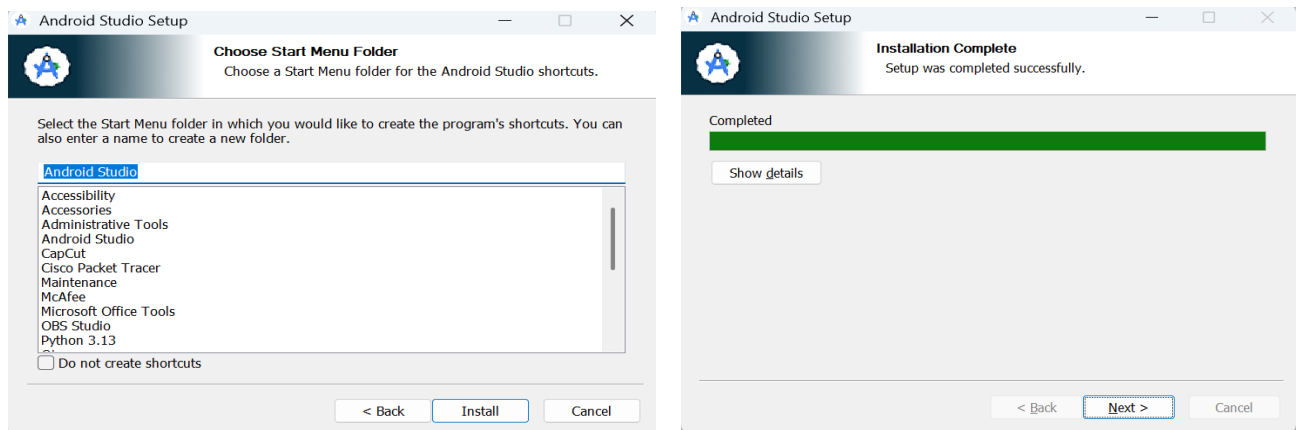 Android Studio Setup
Choose Start Menu Folder
Choose a Start Menu folder for the Android Studio shortcuts.
Select the Start Menu folder in which you would like to create the program's shortcuts. You can
also enter a name to create a new folder.
Android Studio
Accessibility
Accessories
Administrative Tools
Android Studio
CapCut
Cisco Packet Tracer
Maintenance
McAfee
Microsoft Office Tools
OBS Studio
Python 3.13
Do not create shortcuts
< Back
Install
Cancel
Android Studio Setup
Installation Complete
Setup was completed successfully.
Completed
Show details
< Back
Next >
Cancel